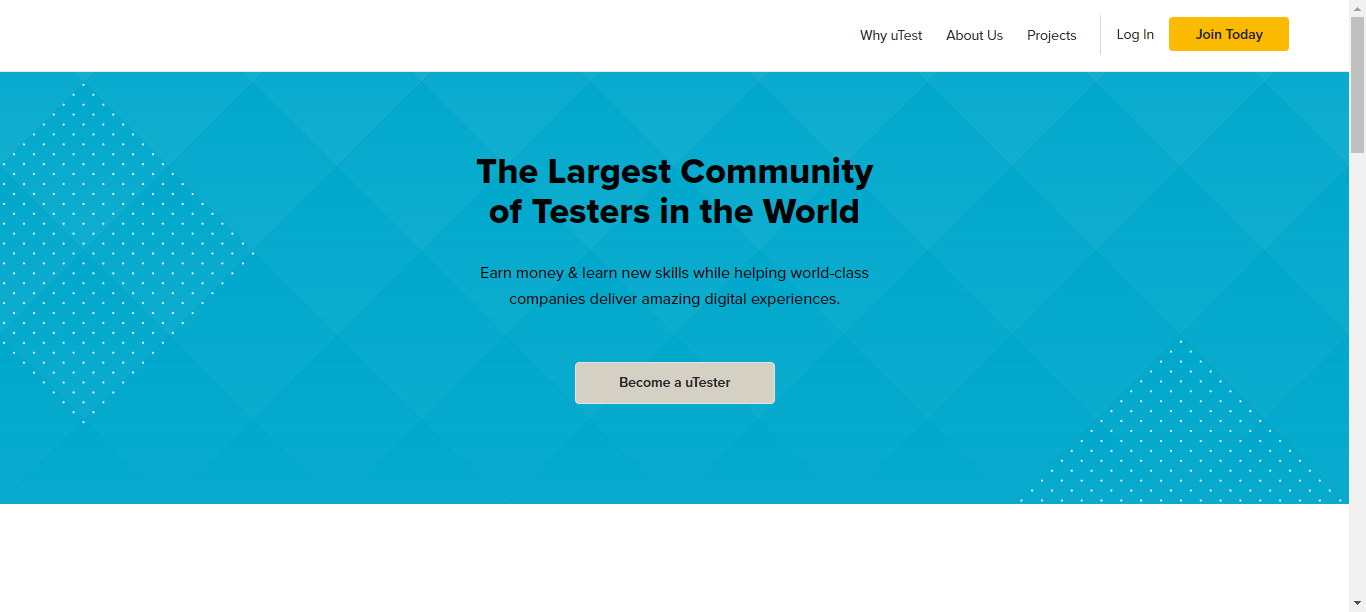 Why uTest About Us Projects Log In Join Today
The Largest Community
of Testers in the World
Earn money & learn new skills while helping world-class
companies deliver amazing digital experiences.
Become a uTester